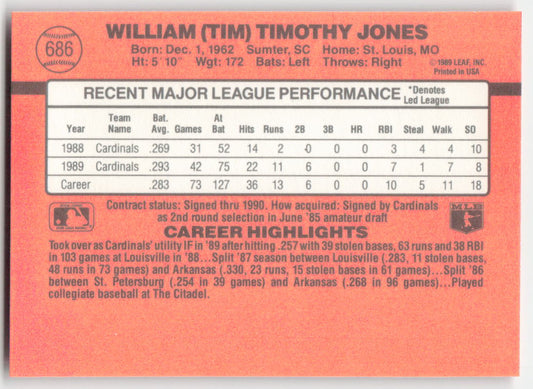 686
WILLIAM (TIM) TIMOTHY JONES
Born: Dec. 1, 1962 Sumter, SC Home: St. Louis, MO
Ht: 5' 10" Wgt: 172 Bats: Left Throws: Right
©1989 LEAF, INC.
Printed in USA
RECENT MAJOR LEAGUE PERFORMANCE *Denotes Led League
Year Team Name Bat. Avg. Games At Bat Hits Runs 2B 3B HR RBI Steal Walk SO
1988 Cardinals .269 31 52 14 2 0 0 0 3 4 4 10
1989 Cardinals .293 42 75 22 11 6 0 0 7 1 7 8
Career .283 73 127 36 13 6 0 0 10 5 11 18
Contract status: Signed thru 1990. How acquired: Signed by Cardinals
as 2nd round selection in June '85 amateur draft
MLB
CAREER HIGHLIGHTS
Took over as Cardinals' utility IF in '89 after hitting .257 with 39 stolen bases, 63 runs and 38 RBI
in 103 games at Louisville in '88...Split '87 season between Louisville (.283, 11 stolen bases,
48 runs in 73 games) and Arkansas (.330, 23 runs, 15 stolen bases in 61 games)...Split '86
between St. Petersburg (.254 in 39 games) and Arkansas (.268 in 96 games)...Played
collegiate baseball at The Citadel.